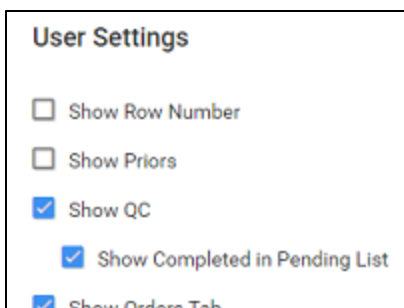 User Settings
Show Row Number
Show Priors
Show QC
Show Completed in Pending List
Show Orders Tab